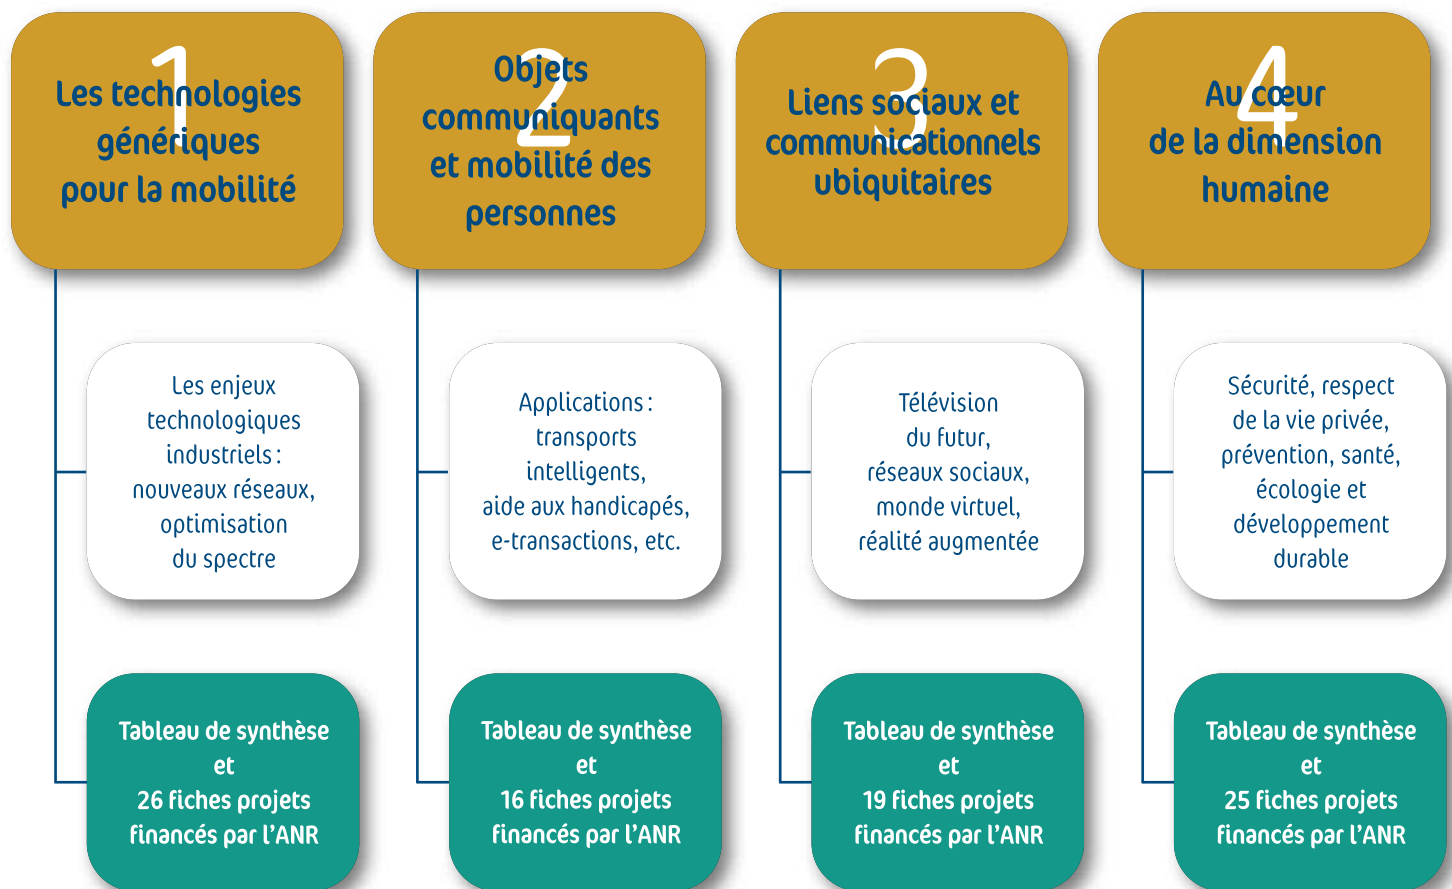 1
Les technologies
génériques
pour la mobilité
2
Objets
communiquants
et mobilité des
personnes
3
Liens sociaux et
communicationnels
ubiquitaires
4
Au cœur
de la dimension
humaine
Les enjeux
technologiques
industriels :
nouveaux réseaux,
optimisation
du spectre
Applications :
transports
intelligents,
aide aux handicapés,
e-transactions, etc.
Télévision
du futur,
réseaux sociaux,
monde virtuel,
réalité augmentée
Sécurité, respect
de la vie privée,
prévention, santé,
écologie et
développement
durable
Tableau de synthèse
et
26 fiches projets
financés par l’ANR
Tableau de synthèse
et
16 fiches projets
financés par l’ANR
Tableau de synthèse
et
19 fiches projets
financés par l’ANR
Tableau de synthèse
et
25 fiches projets
financés par l’ANR